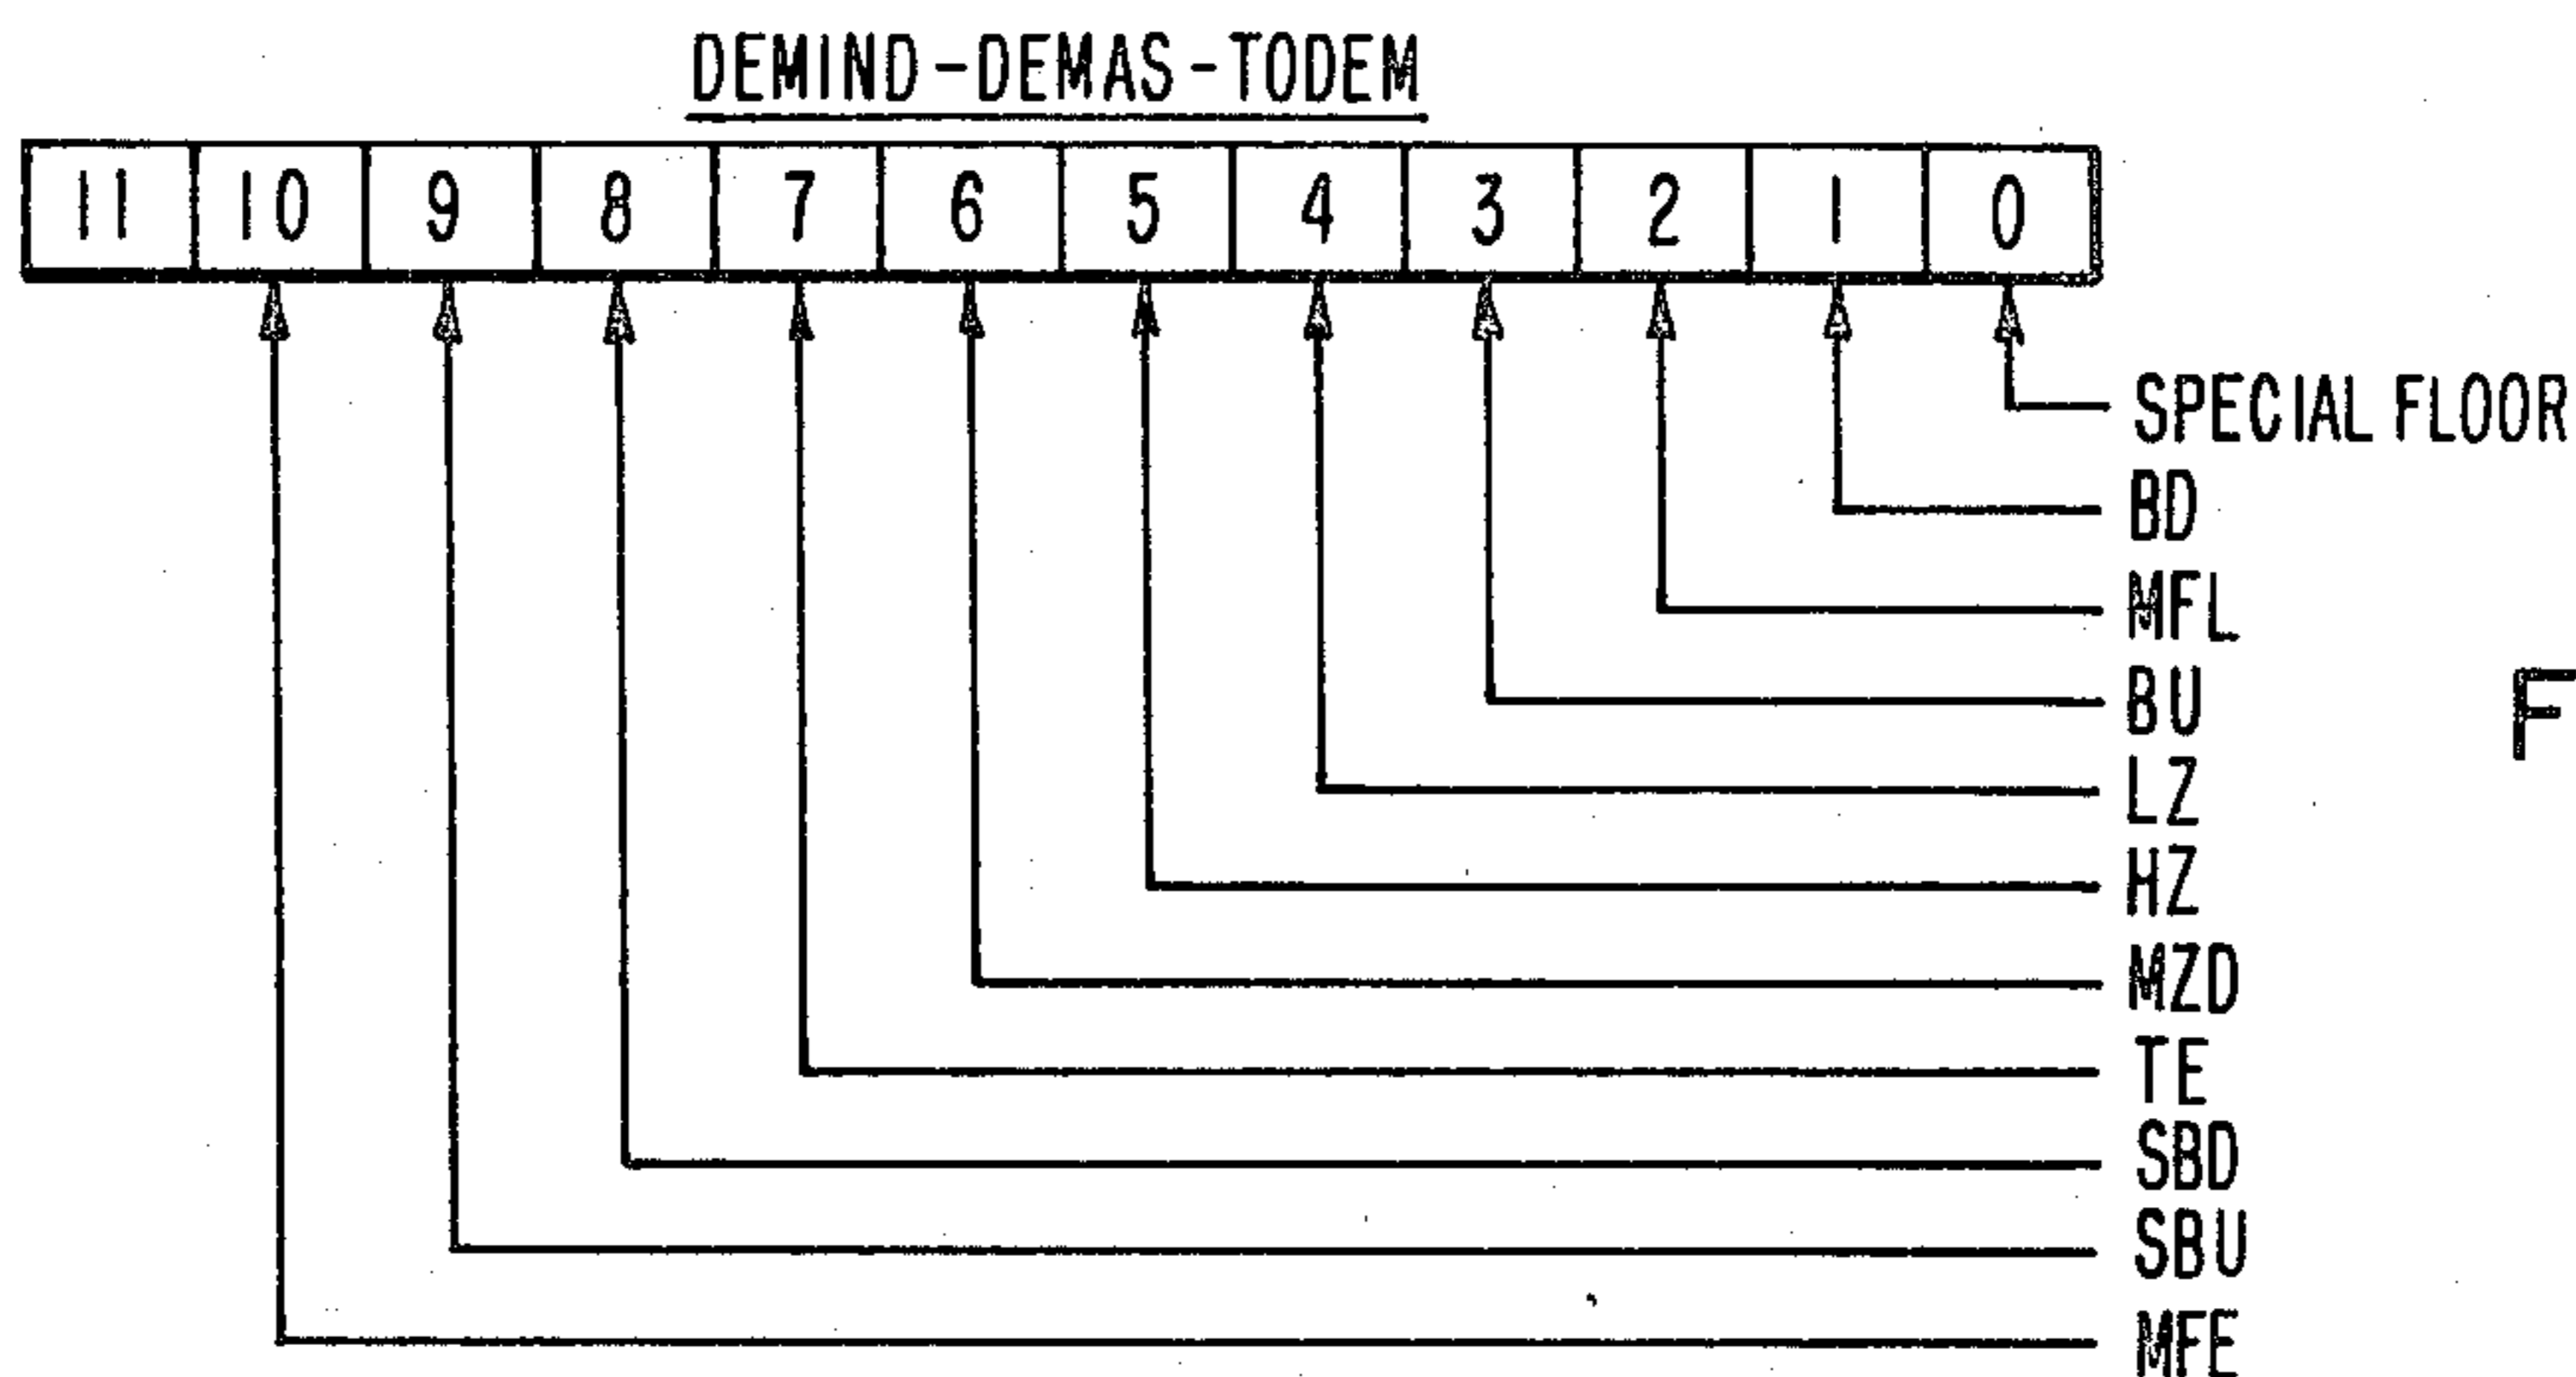 DEMIND-DEMAS-TODEM
11 10 9 8 7 6 5 4 3 2 1 0
SPECIAL FLOOR
BD
MFL
BU
F
LZ
HZ
MZD
TE
SBD
SBU
MFE